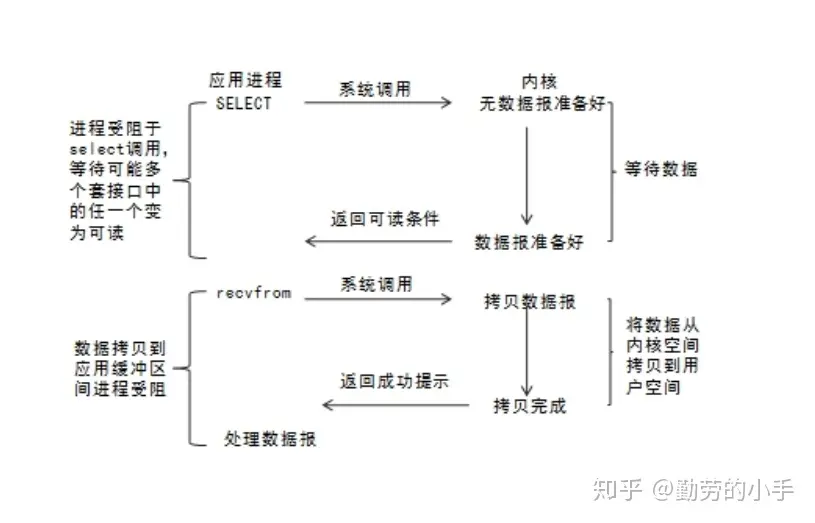 应用进程
SELECT
系统调用
内核
无数据报准备好
进程受阻于
select调用,
等待可能多
个套接口中
的任一个变
为可读
等待数据
返回可读条件
数据报准备好
recvfrom
系统调用
拷贝数据报
数据拷贝到
应用缓冲区
间进程受阻
将数据从
内核空间
拷贝到用
户空间
返回成功提示
拷贝完成
处理数据报
知乎 @勤劳的小手